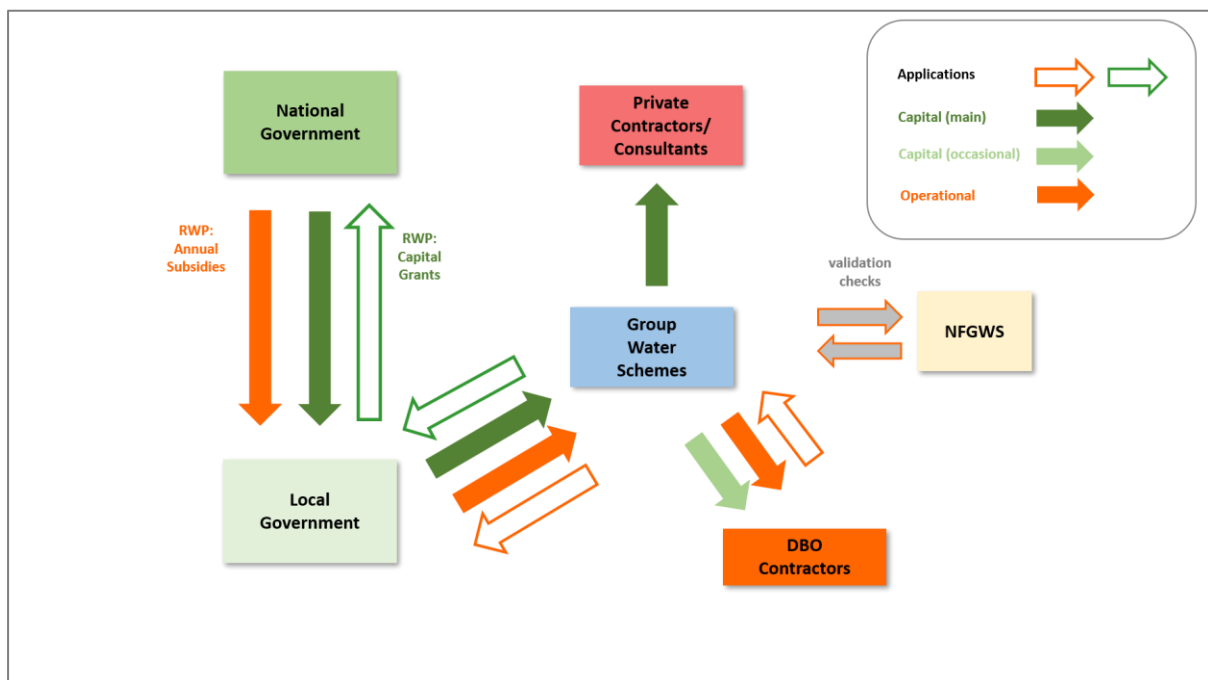 National
Government
Private
Contractors/
Consultants
Applications
Capital (main)
Capital (occasional)
Operational
RWP:
Annual
Subsidies
RWP:
Capital
Grants
validation
checks
Group
Water
Schemes
NFGWS
Local
Government
DBO
Contractors